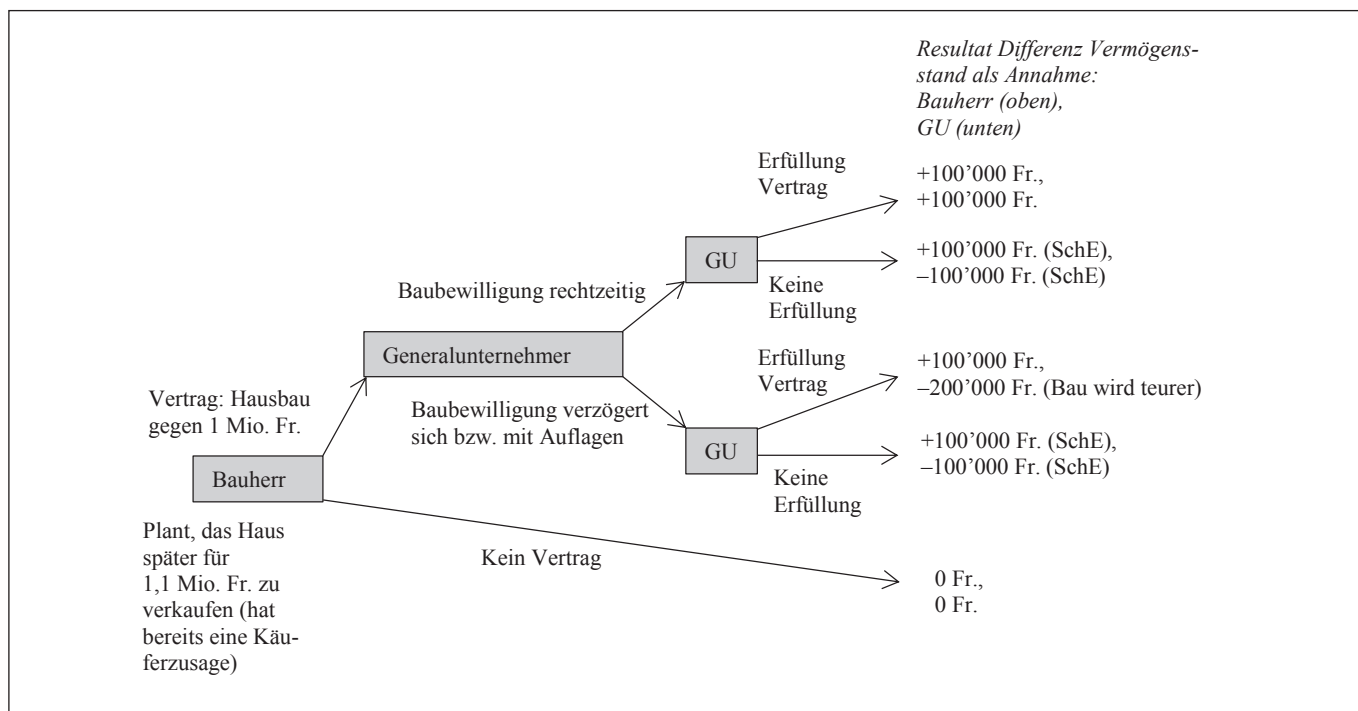 Resultat Differenz Vermögens-
stand als Annahme:
Bauherr (oben),
GU (unten)
Erfüllung
Vertrag
+100’000 Fr.,
+100’000 Fr.
GU
+100’000 Fr. (SchE),
–100’000 Fr. (SchE)
Keine
Erfüllung
Baubewilligung rechtzeitig
Generalunternehmer
Erfüllung
Vertrag
+100’000 Fr.,
–200’000 Fr. (Bau wird teurer)
Vertrag: Hausbau
gegen 1 Mio. Fr.
Baubewilligung verzögert
sich bzw. mit Auflagen
GU
+100’000 Fr. (SchE),
–100’000 Fr. (SchE)
Keine
Erfüllung
Bauherr
Plant, das Haus
später für
1,1 Mio. Fr. zu
verkaufen (hat
bereits eine Käu-
ferzusage)
Kein Vertrag
0 Fr.,
0 Fr.